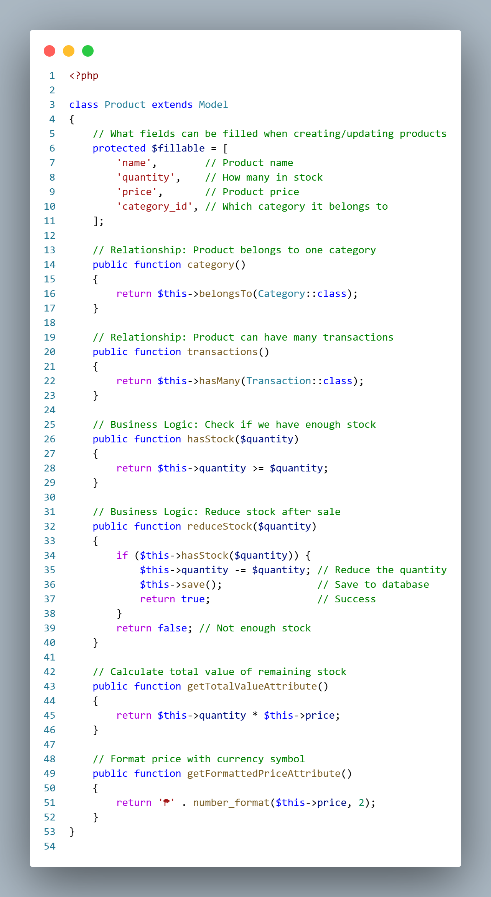 1 <?php
2
3 class Product extends Model
4 {
5     // What fields can be filled when creating/updating products
6     protected $fillable = [
7         'name',        // Product name
8         'quantity',    // How many in stock
9         'price',       // Product price
10         'category_id', // Which category it belongs to
11     ];
12
13     // Relationship: Product belongs to one category
14     public function category()
15     {
16         return $this->belongsTo(Category::class);
17     }
18
19     // Relationship: Product can have many transactions
20     public function transactions()
21     {
22         return $this->hasMany(Transaction::class);
23     }
24
25     // Business Logic: Check if we have enough stock
26     public function hasStock($quantity)
27     {
28         return $this->quantity >= $quantity;
29     }
30
31     // Business Logic: Reduce stock after sale
32     public function reduceStock($quantity)
33     {
34         if ($this->hasStock($quantity)) {
35             $this->quantity -= $quantity; // Reduce the quantity
36             $this->save();                // Save to database
37             return true;                  // Success
38         }
39         return false; // Not enough stock
40     }
41
42     // Calculate total value of remaining stock
43     public function getTotalValueAttribute()
44     {
45         return $this->quantity * $this->price;
46     }
47
48     // Format price with currency symbol
49     public function getFormattedPriceAttribute()
50     {
51         return '₱' . number_format($this->price, 2);
52     }
53 }
54